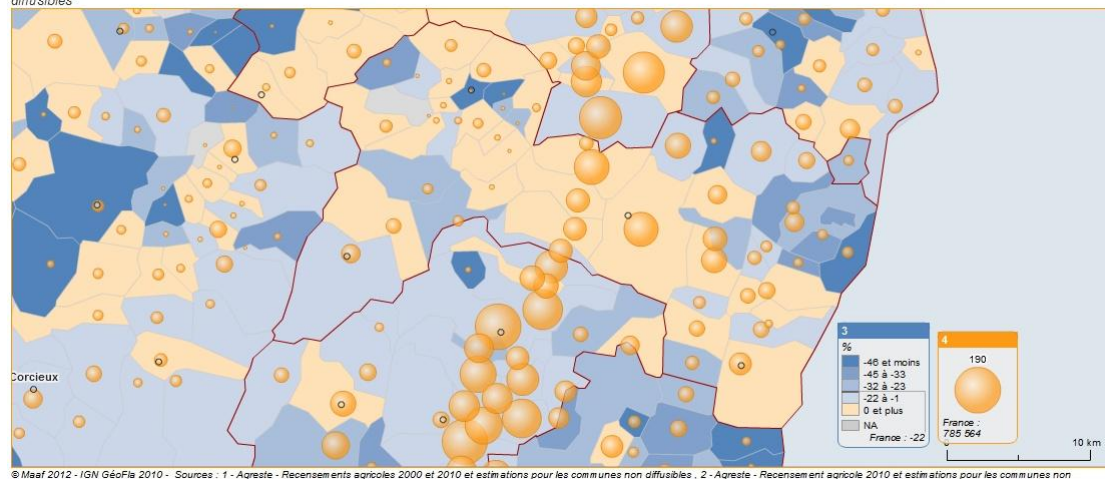 diffusibles
Corcieux
3
%
-46 et moins
-45 à -33
-32 à -23
-22 à -1
0 et plus
NA
France : -22
4
190
France :
785 564
0
10 km
© Maaf 2012 - IGN GéoFla 2010 - Sources : 1 - Agreste - Recensements agricoles 2000 et 2010 et estimations pour les communes non diffusibles , 2 - Agreste - Recensement agricole 2010 et estimations pour les communes non